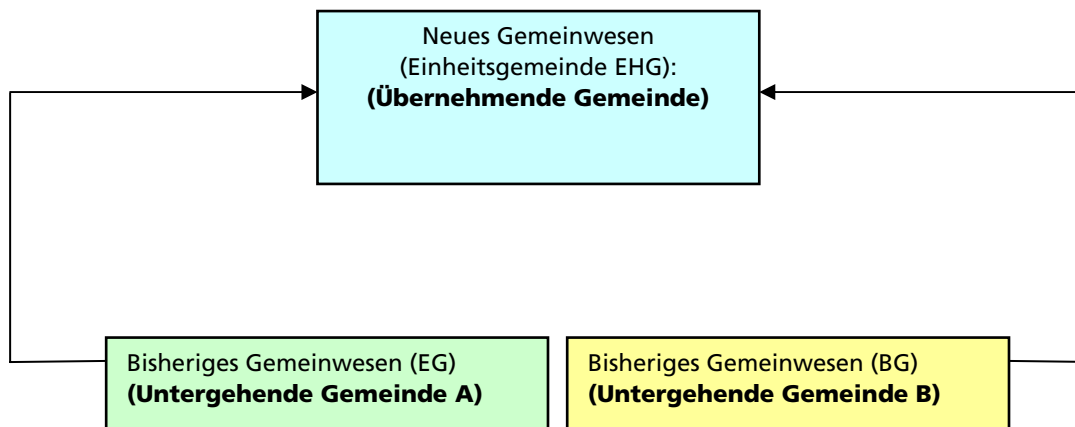 Neues Gemeinwesen
(Einheitsgemeinde EHG):
(Übernehmende Gemeinde)
Bisheriges Gemeinwesen (EG)
(Untergehende Gemeinde A)
Bisheriges Gemeinwesen (BG)
(Untergehende Gemeinde B)